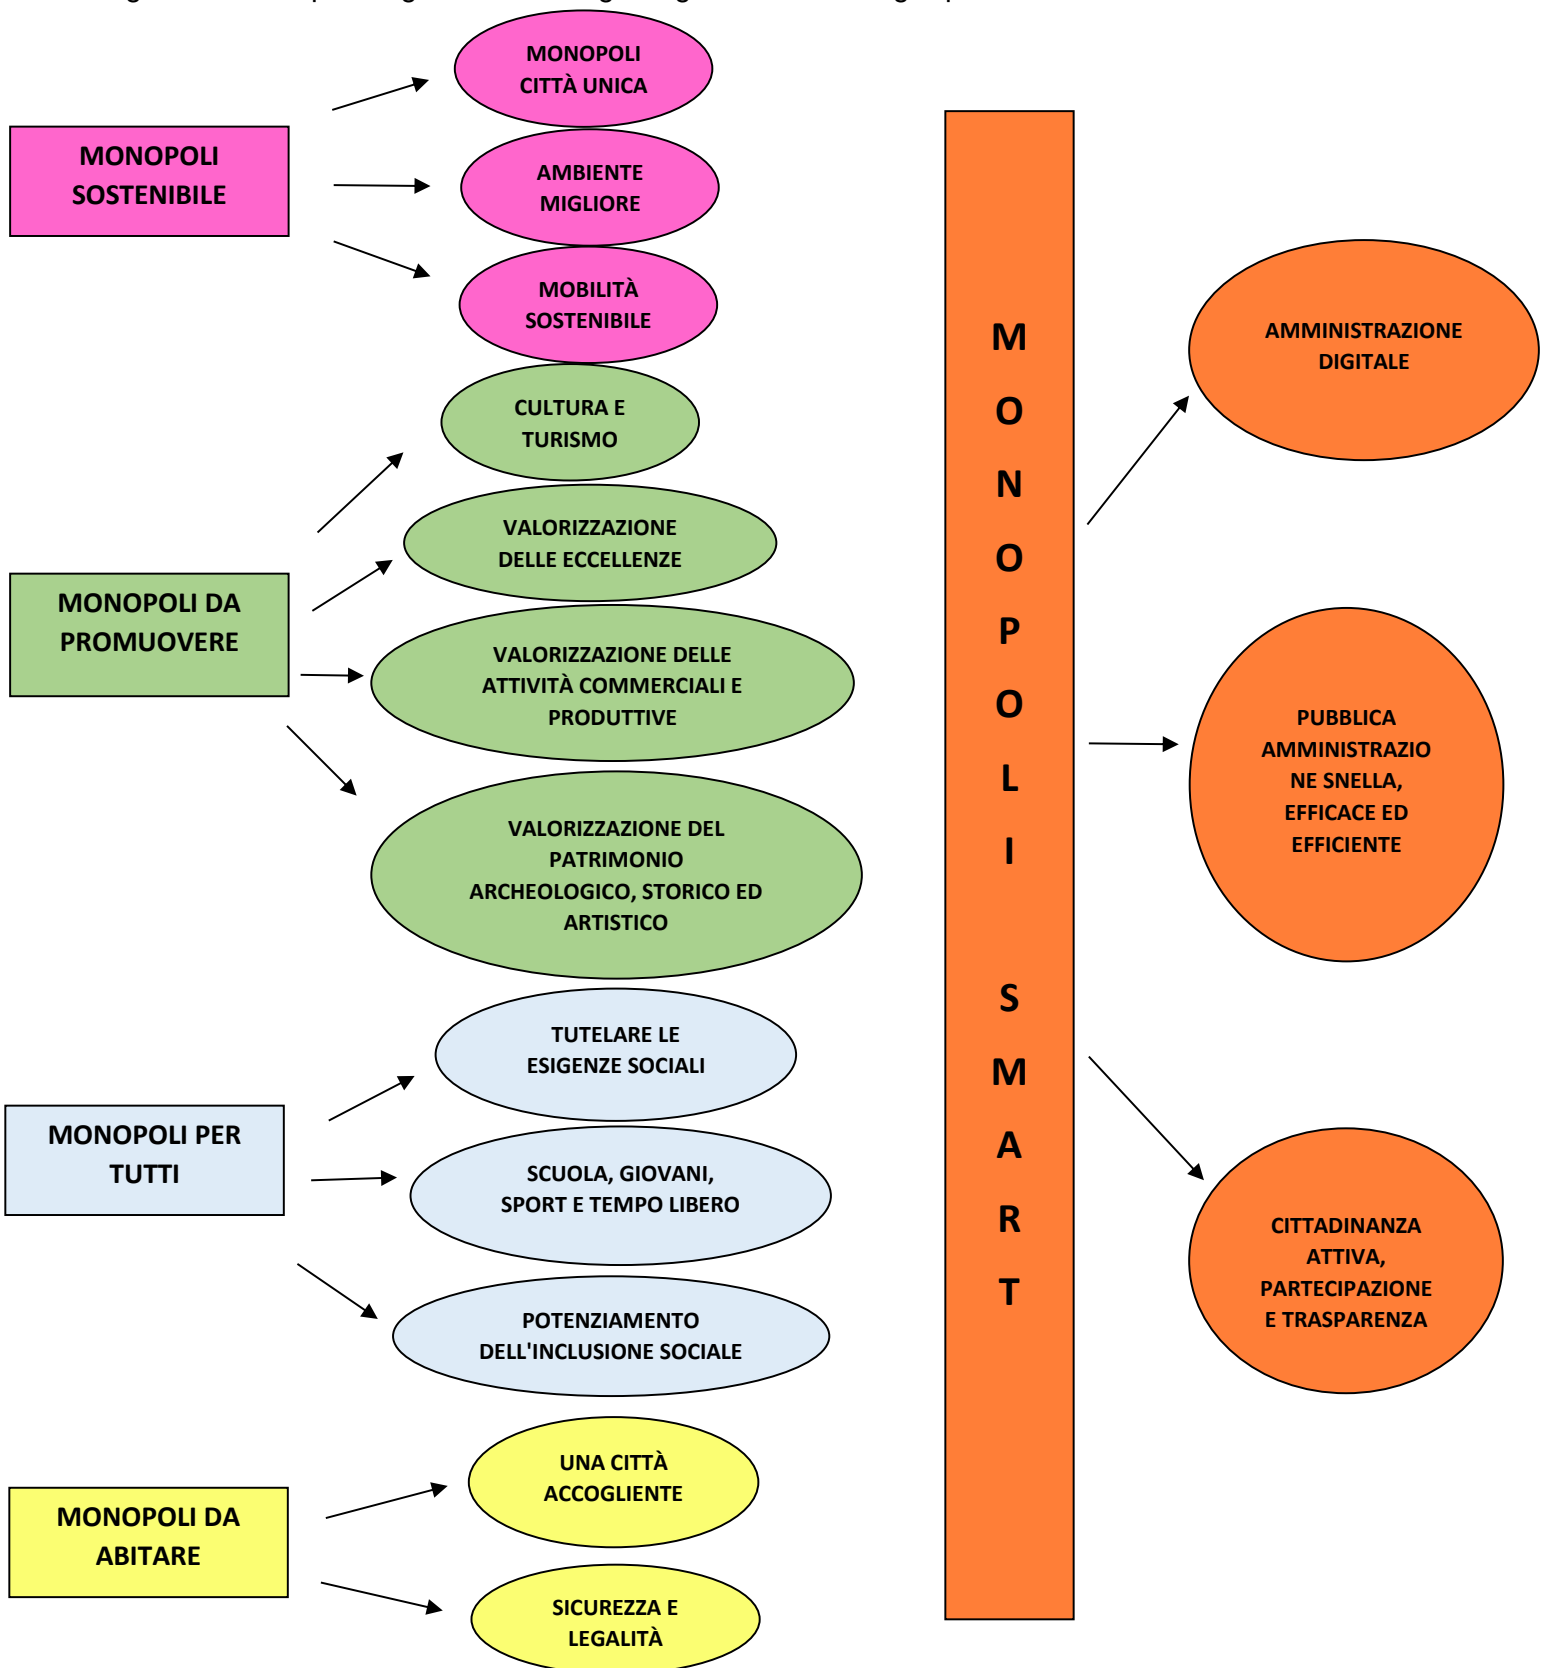 MONOPOLI
CITTÀ UNICA
MONOPOLI
SOSTENIBILE
AMBIENTE
MIGLIORE
MOBILITÀ
SOSTENIBILE
CULTURA E
TURISMO
VALORIZZAZIONE
DELLE ECCELLENZE
MONOPOLI DA
PROMUOVERE
VALORIZZAZIONE DELLE
ATTIVITÀ COMMERCIALI E
PRODUTTIVE
VALORIZZAZIONE DEL
PATRIMONIO
ARCHEOLOGICO, STORICO ED
ARTISTICO
TUTELARE LE
ESIGENZE SOCIALI
MONOPOLI PER
TUTTI
SCUOLA, GIOVANI,
SPORT E TEMPO LIBERO
POTENZIAMENTO
DELL'INCLUSIONE SOCIALE
UNA CITTÀ
ACCOGLIENTE
MONOPOLI DA
ABITARE
SICUREZZA E
LEGALITÀ
M
O
N
O
P
O
L
I
S
M
A
R
T
AMMINISTRAZIONE
DIGITALE
PUBBLICA
AMMINISTRAZIO
NE SNELLA,
EFFICACE ED
EFFICIENTE
CITTADINANZA
ATTIVA,
PARTECIPAZIONE
E TRASPARENZA